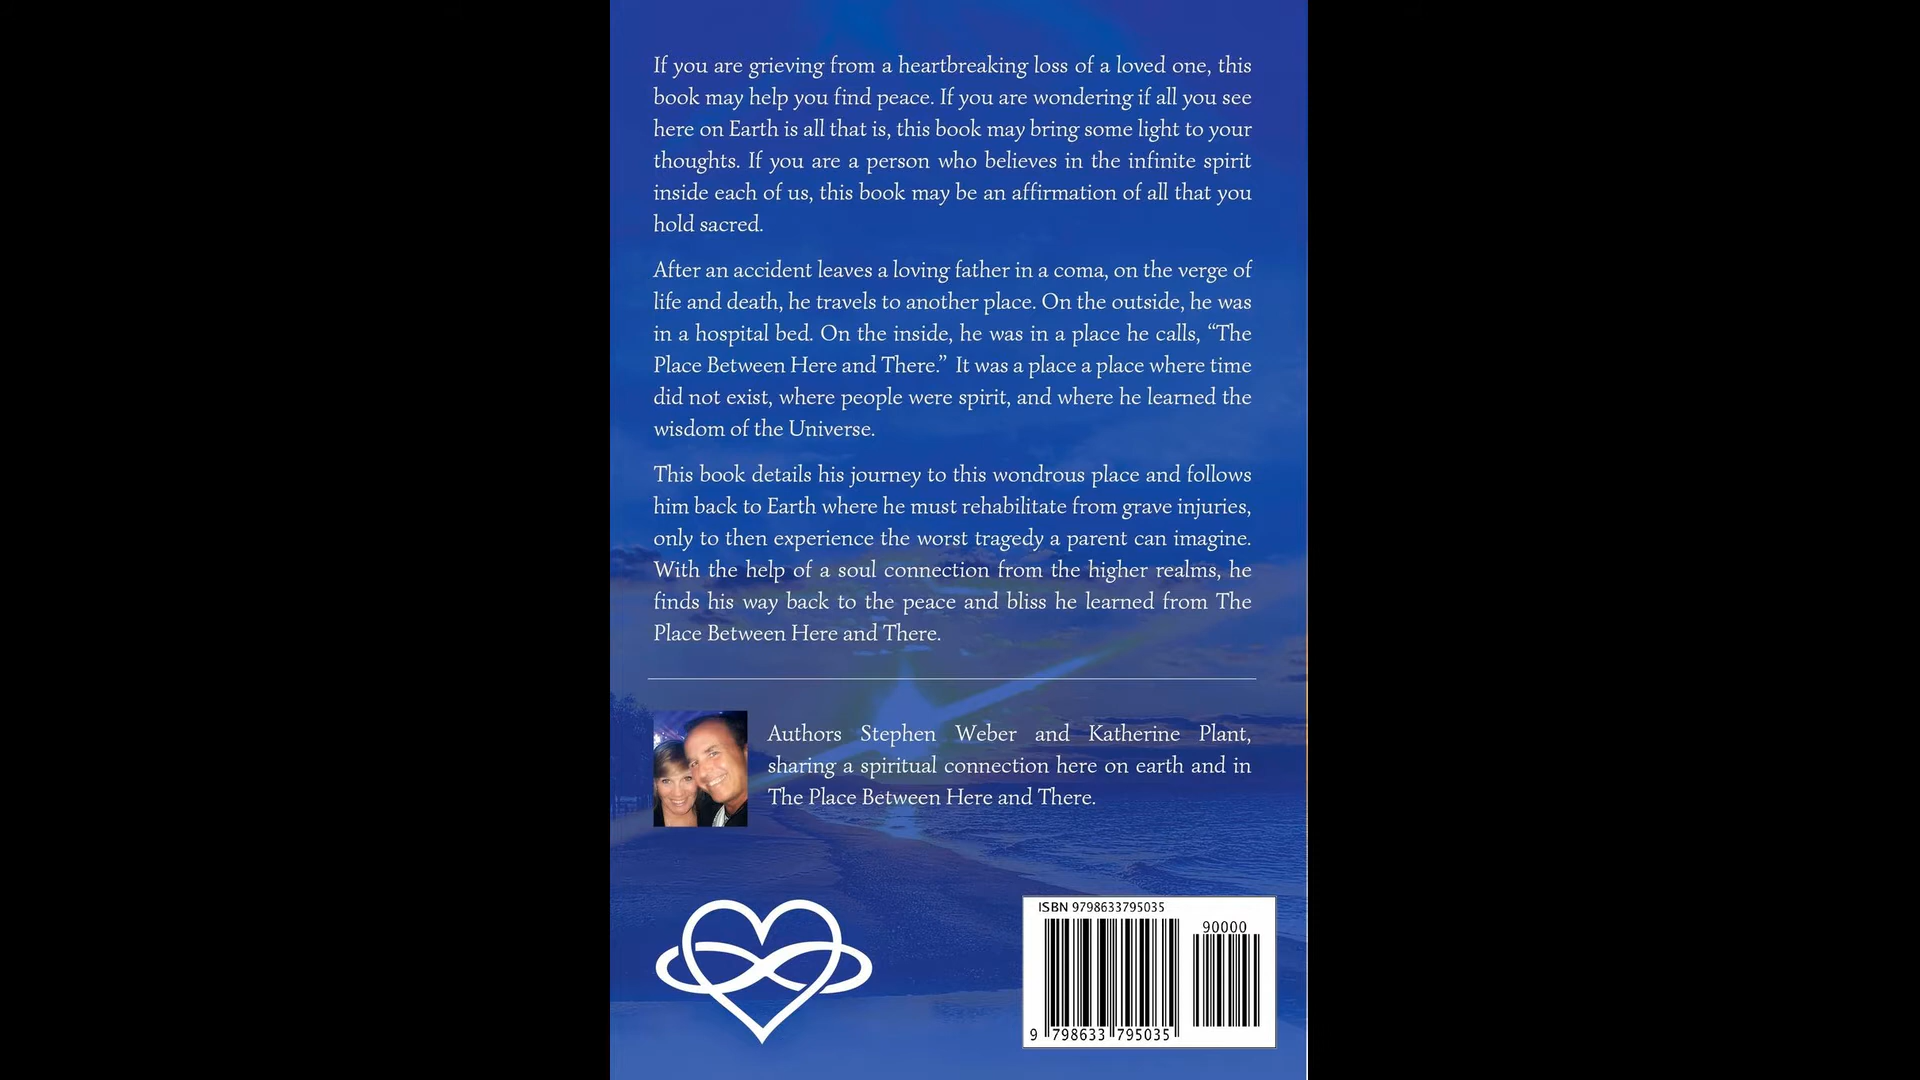 If you are grieving from a heartbreaking loss of a loved one, this
book may help you find peace. If you are wondering if all you see
here on Earth is all that is, this book may bring some light to your
thoughts. If you are a person who believes in the infinite spirit
inside each of us, this book may be an affirmation of all that you
hold sacred.
After an accident leaves a loving father in a coma, on the verge of
life and death, he travels to another place. On the outside, he was
in a hospital bed. On the inside, he was in a place he calls, “The
Place Between Here and There.” It was a place a place where time
did not exist, where people were spirit, and where he learned the
wisdom of the Universe.
This book details his journey to this wondrous place and follows
him back to Earth where he must rehabilitate from grave injuries,
only to then experience the worst tragedy a parent can imagine.
With the help of a soul connection from the higher realms, he
finds his way back to the peace and bliss he learned from The
Place Between Here and There.
Authors Stephen Weber and Katherine Plant,
sharing a spiritual connection here on earth and in
The Place Between Here and There.
ISBN 9798633795035
90000
9 798633 795035